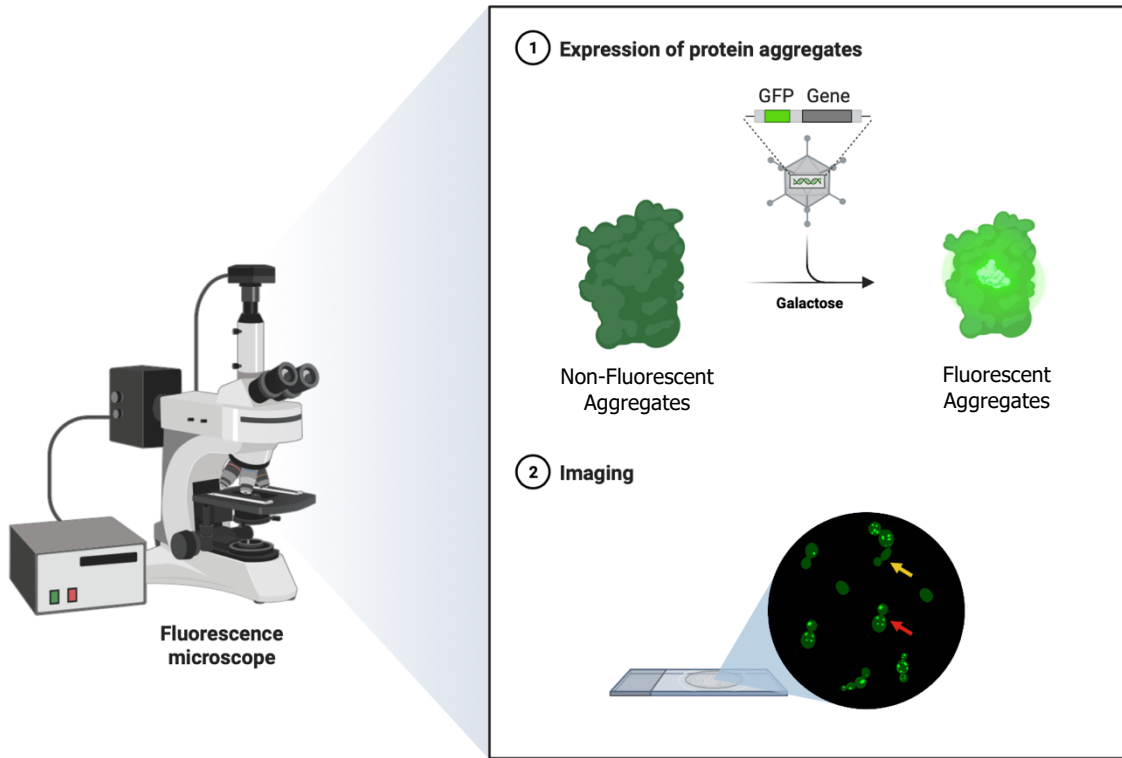 1 Expression of protein aggregates
GFP Gene
Galactose
Non-Fluorescent
Aggregates
Fluorescent
Aggregates
2 Imaging
Fluorescence
microscope